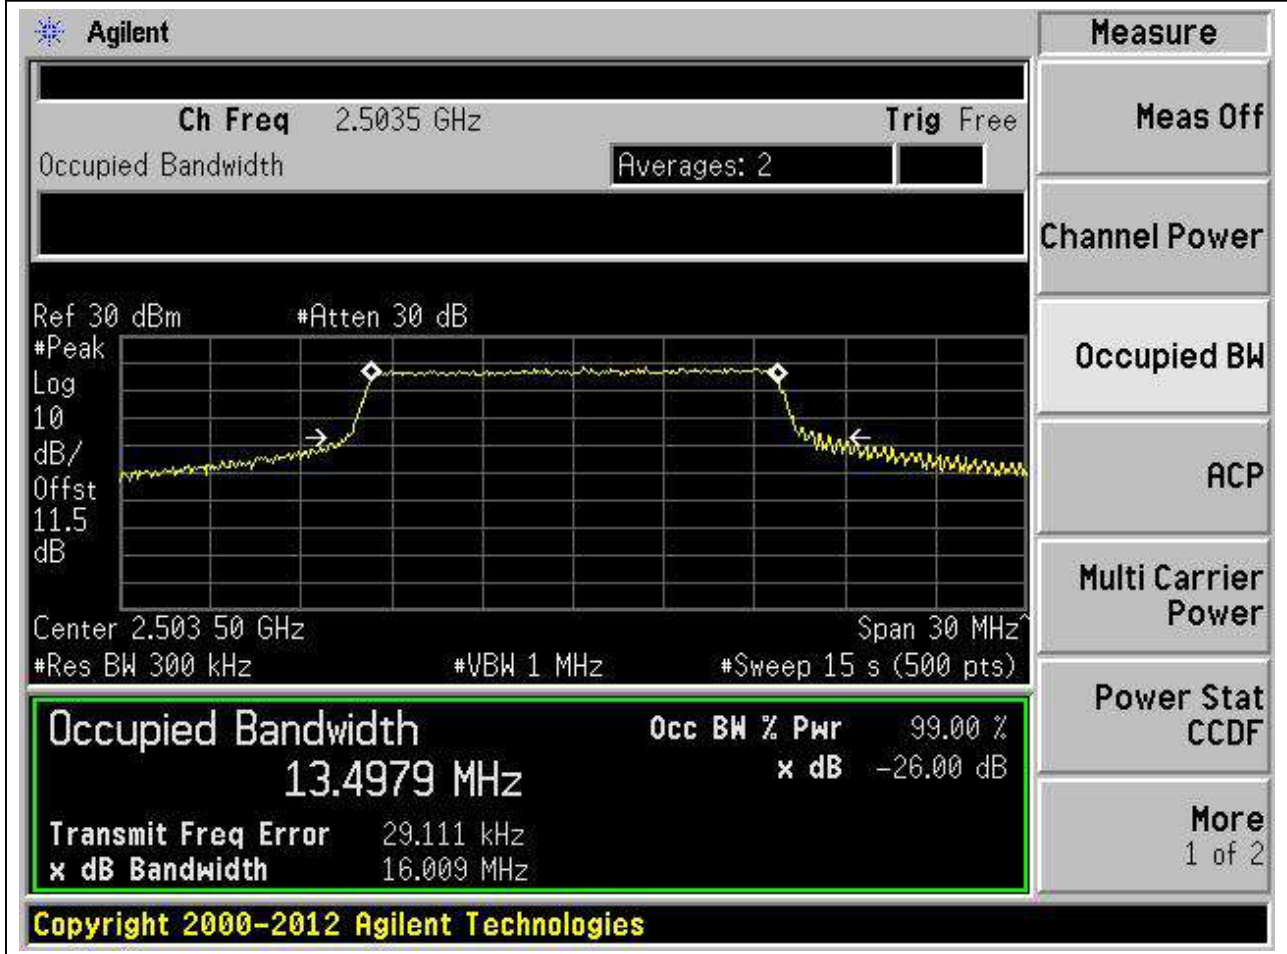 Agilent
Measure
Ch Freq 2.5035 GHz Trig Free
Occupied Bandwidth Averages: 2
Meas Off
Channel Power
Occupied BW
ACP
Multi Carrier
Power
Power Stat
CCDF
More
1 of 2
Ref 30 dBm #Atten 30 dB
#Peak
Log
10
dB/
Offst
11.5
dB
Center 2.503 50 GHz Span 30 MHz^
#Res BW 300 kHz #VBW 1 MHz #Sweep 15 s (500 pts)
Occupied Bandwidth Occ BW % Pwr 99.00 %
13.4979 MHz x dB -26.00 dB
Transmit Freq Error 29.111 kHz
x dB Bandwidth 16.009 MHz
Copyright 2000-2012 Agilent Technologies